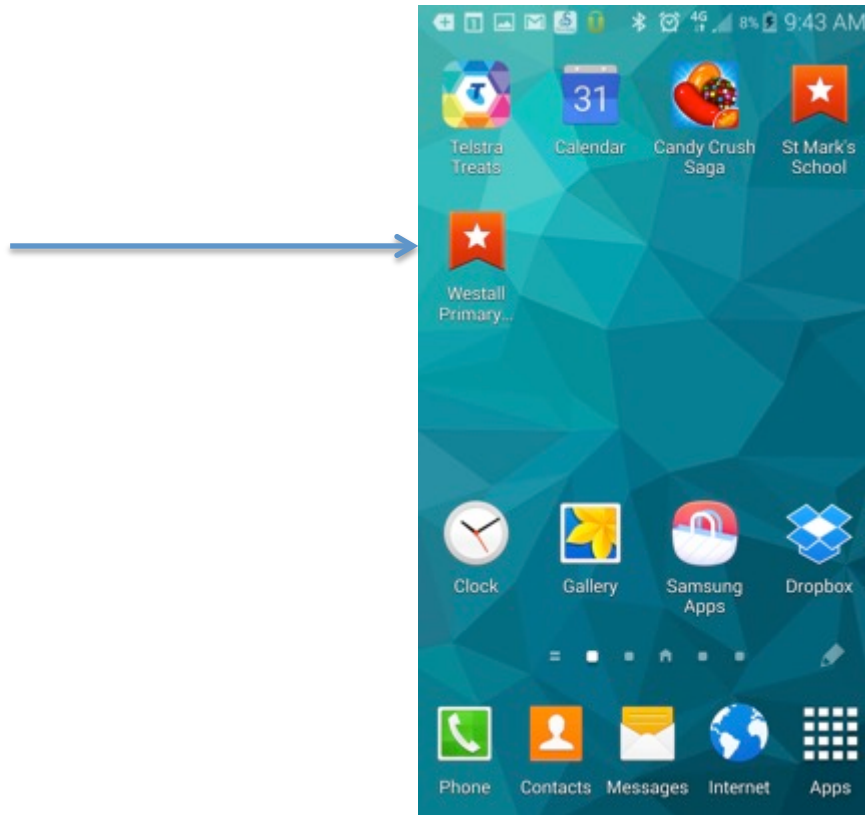 4G 8% 9:43 AM
31
Telstra Calendar Candy Crush St Mark's
Treats Saga School
Westall
Primary...
Clock Gallery Samsung Dropbox
Apps
Phone Contacts Messages Internet Apps